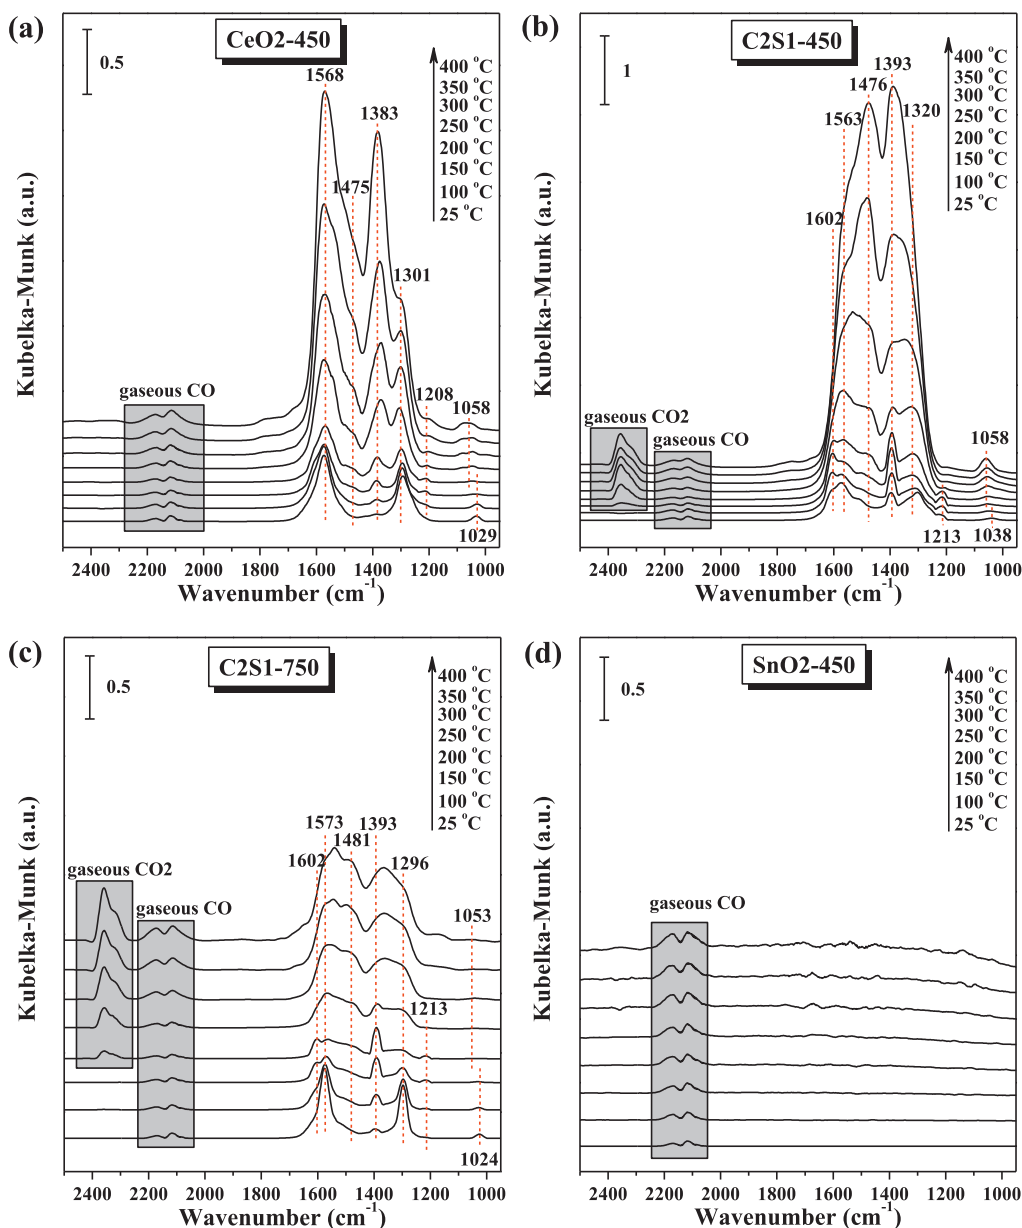 (a)
CeO2-450
0.5
1568
1383
1475
1301
1208
1058
1029
gaseous CO
400 °C
350 °C
300 °C
250 °C
200 °C
150 °C
100 °C
25 °C
Kubelka-Munk (a.u.)
2400 2200 2000 1800 1600 1400 1200 1000
Wavenumber (cm-1)
(b)
C2S1-450
1
1393
1476
1563
1320
1602
1058
1213
1038
gaseous CO2
gaseous CO
400 °C
350 °C
300 °C
250 °C
200 °C
150 °C
100 °C
25 °C
Kubelka-Munk (a.u.)
2400 2200 2000 1800 1600 1400 1200 1000
Wavenumber (cm-1)
(c)
C2S1-750
0.5
1573
1393
1481
1602
1296
1053
1213
1024
gaseous CO2
gaseous CO
400 °C
350 °C
300 °C
250 °C
200 °C
150 °C
100 °C
25 °C
Kubelka-Munk (a.u.)
2400 2200 2000 1800 1600 1400 1200 1000
Wavenumber (cm-1)
(d)
SnO2-450
0.5
gaseous CO
400 °C
350 °C
300 °C
250 °C
200 °C
150 °C
100 °C
25 °C
Kubelka-Munk (a.u.)
2400 2200 2000 1800 1600 1400 1200 1000
Wavenumber (cm-1)